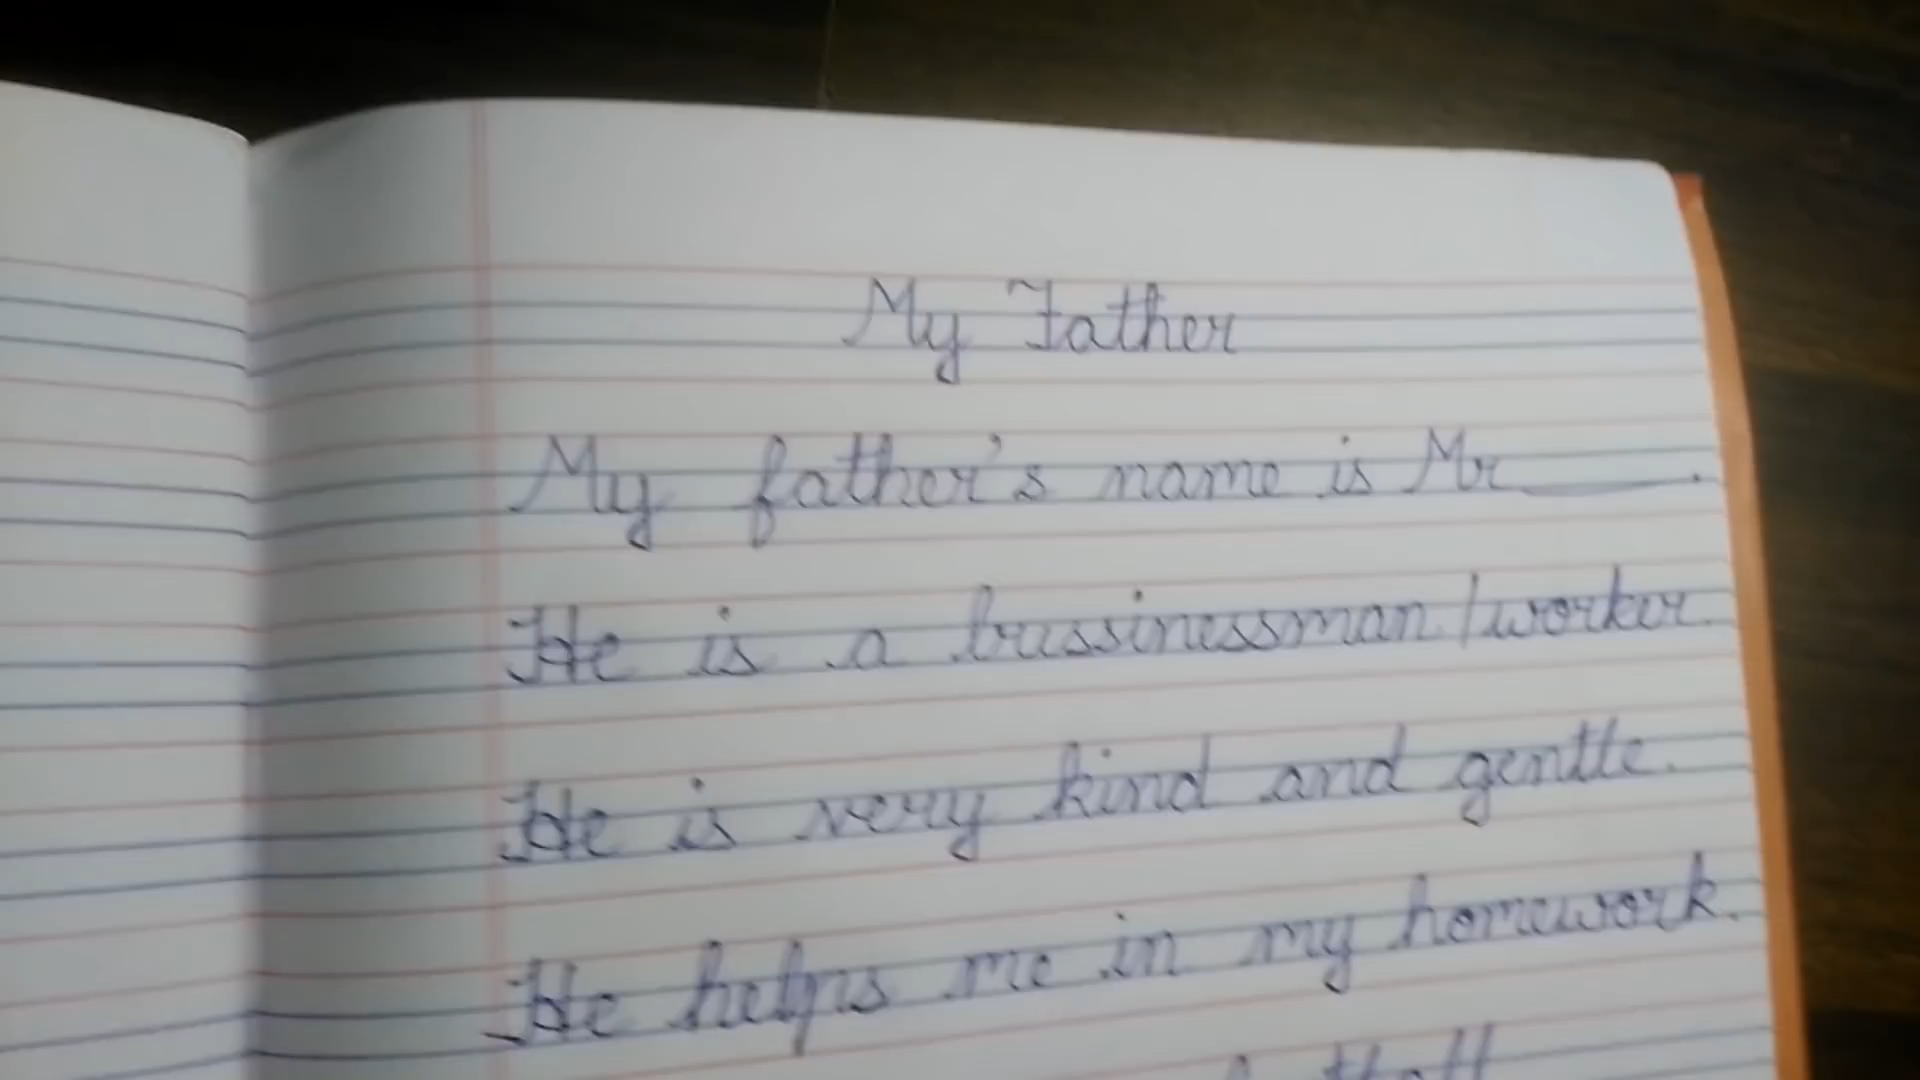 My Father
My father's name is Mr ____.
He is a bussinessman/worker.
He is very kind and gentle.
He helps me in my homework.